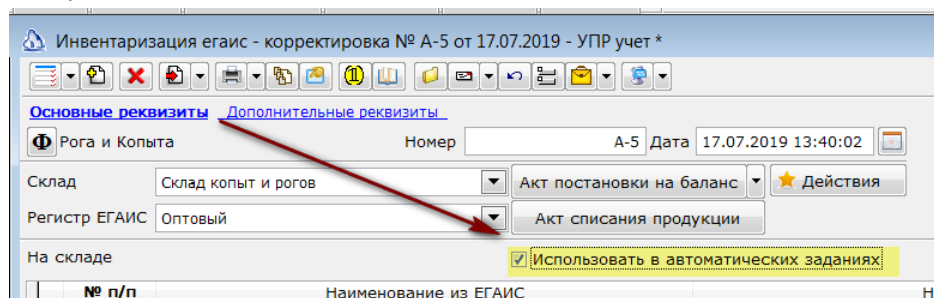 Инвентаризация егаис - корректировка № А-5 от 17.07.2019 - УПР учет *
Основные реквизиты Дополнительные реквизиты
Ф Рога и Копыта Номер А-5 Дата 17.07.2019 13:40:02
Склад Склад копыт и рогов Акт постановки на баланс Действия
Регистр ЕГАИС Оптовый Акт списания продукции
На складе Использовать в автоматических заданиях
№ п/п Наименование из ЕГАИС Н